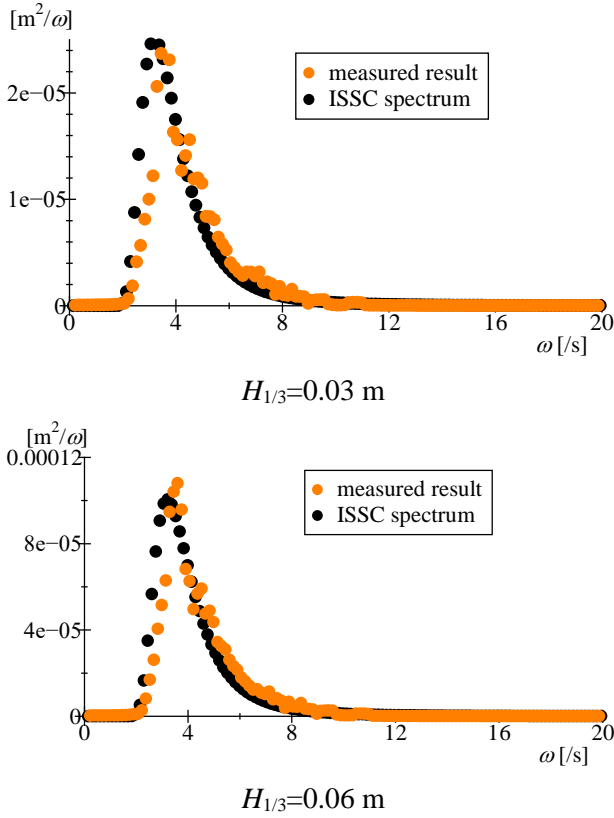 [m²/ω]
measured result
ISSC spectrum
2e−05
1e−05
0
0 4 8 12 16 20
ω [/s]
H1/3=0.03 m
[m²/ω]
0.00012
measured result
ISSC spectrum
8e−05
4e−05
0
0 4 8 12 16 20
ω [/s]
H1/3=0.06 m